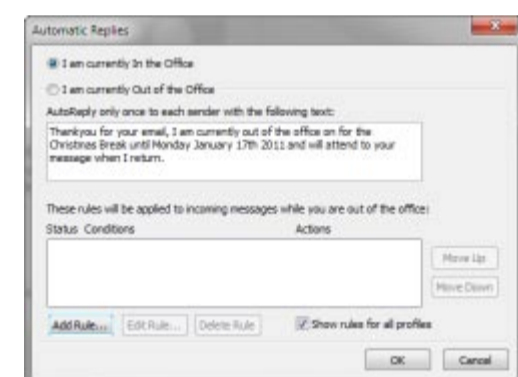 Automatic Replies
I am currently In the Office
I am currently Out of the Office
AutoReply only once to each sender with the following text:
Thankyou for your email, I am currently out of the office on for the
Christmas Break until Monday January 17th 2011 and will attend to your
message when I return.
These rules will be applied to incoming messages while you are out of the office:
Status Conditions Actions
Move Up
Move Down
Add Rule... Edit Rule... Delete Rule Show rules for all profiles
OK Cancel